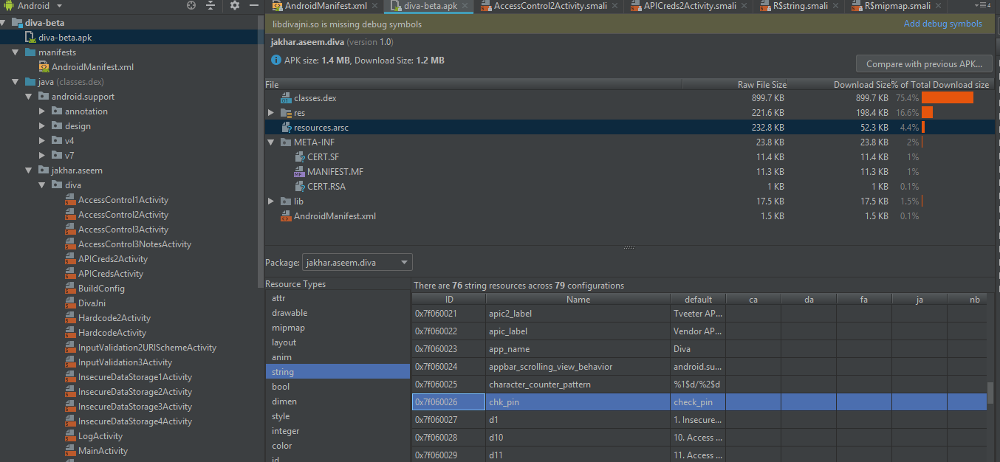 Android
AndroidManifest.xml
diva-beta.apk
AccessControl2Activity.smali
APICreds2Activity.smali
R$string.smali
R$mipmap.smali
4
diva-beta
diva-beta.apk
manifests
AndroidManifest.xml
java (classes.dex)
android.support
annotation
design
v4
v7
jakhar.aseem
diva
AccessControl1Activity
AccessControl2Activity
AccessControl3Activity
AccessControl3NotesActivity
APICreds2Activity
APICredsActivity
BuildConfig
DivaJni
Hardcode2Activity
HardcodeActivity
InputValidation2URISchemeActivity
InputValidation3Activity
InsecureDataStorage1Activity
InsecureDataStorage2Activity
InsecureDataStorage3Activity
InsecureDataStorage4Activity
LogActivity
MainActivity
libdivajni.so is missing debug symbols Add debug symbols
jakhar.aseem.diva (version 1.0)
APK size: 1.4 MB, Download Size: 1.2 MB
Compare with previous APK...
File Raw File Size Download Size % of Total Download size
classes.dex 899.7 KB 899.7 KB 75.4%
res 221.6 KB 198.4 KB 16.6%
resources.arsc 232.8 KB 52.3 KB 4.4%
META-INF 23.8 KB 23.8 KB 2%
CERT.SF 11.4 KB 11.4 KB 1%
MANIFEST.MF 11.3 KB 11.3 KB 1%
CERT.RSA 1 KB 1 KB 0.1%
lib 17.5 KB 17.5 KB 1.5%
AndroidManifest.xml 1.5 KB 1.5 KB 0.1%
Package: jakhar.aseem.diva
Resource Types
attr
drawable
mipmap
layout
anim
string
bool
dimen
style
integer
color
id
There are 76 string resources across 79 configurations
ID Name default ca da fa ja nb
0x7f060021 apic2_label Tveeter AP...
0x7f060022 apic_label Vendor AP...
0x7f060023 app_name Diva
0x7f060024 appbar_scrolling_view_behavior android.su...
0x7f060025 character_counter_pattern %1$d/%2$d
0x7f060026 chk_pin check_pin
0x7f060027 d1 1. Insecure...
0x7f060028 d10 10. Access ...
0x7f060029 d11 11. Access ...